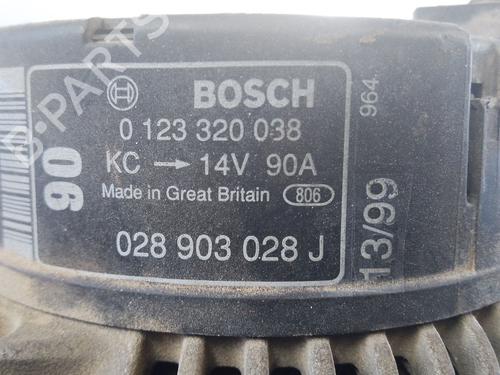 BOSCH
0 123 320 038
KC → 14V 90A
Made in Great Britain 806
028 903 028 J
90
13/99
964
B-PARTS